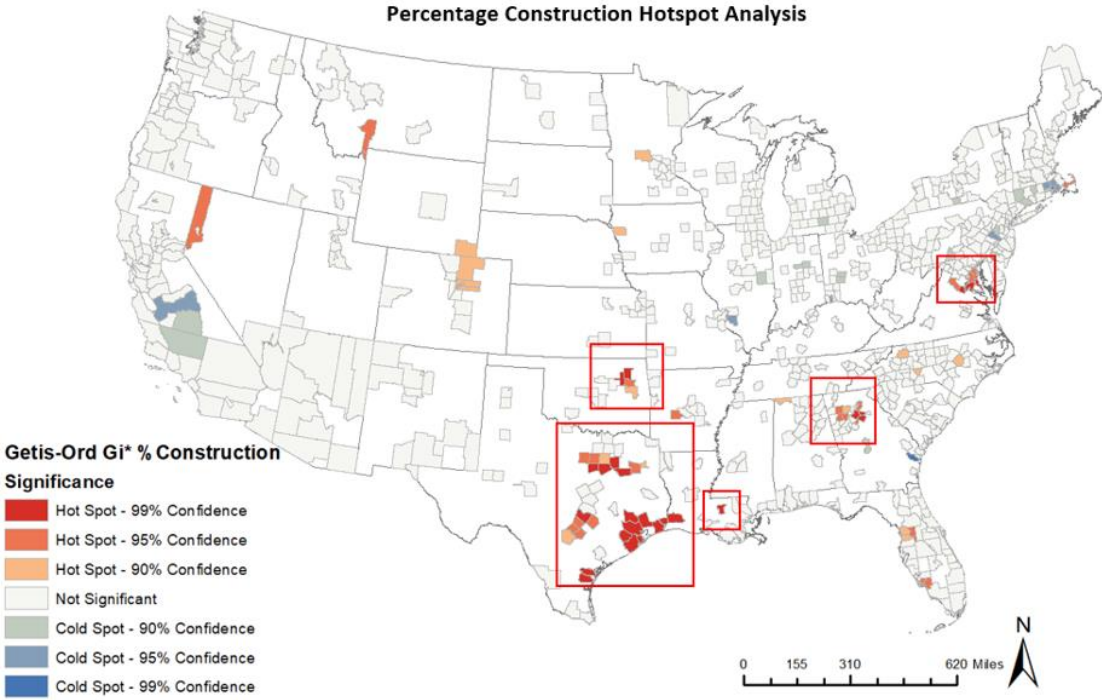 Percentage Construction Hotspot Analysis
Getis-Ord Gi* % Construction
Significance
Hot Spot - 99% Confidence
Hot Spot - 95% Confidence
Hot Spot - 90% Confidence
Not Significant
Cold Spot - 90% Confidence
Cold Spot - 95% Confidence
Cold Spot - 99% Confidence
N
0 155 310 620 Miles